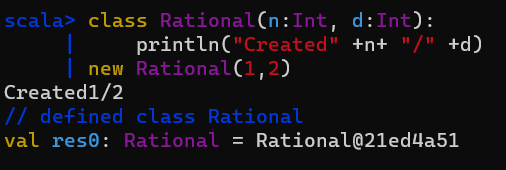 scala> class Rational(n:Int, d:Int):
     |     println("Created" +n+ "/" +d)
     | new Rational(1,2)
Created1/2
// defined class Rational
val res0: Rational = Rational@21ed4a51